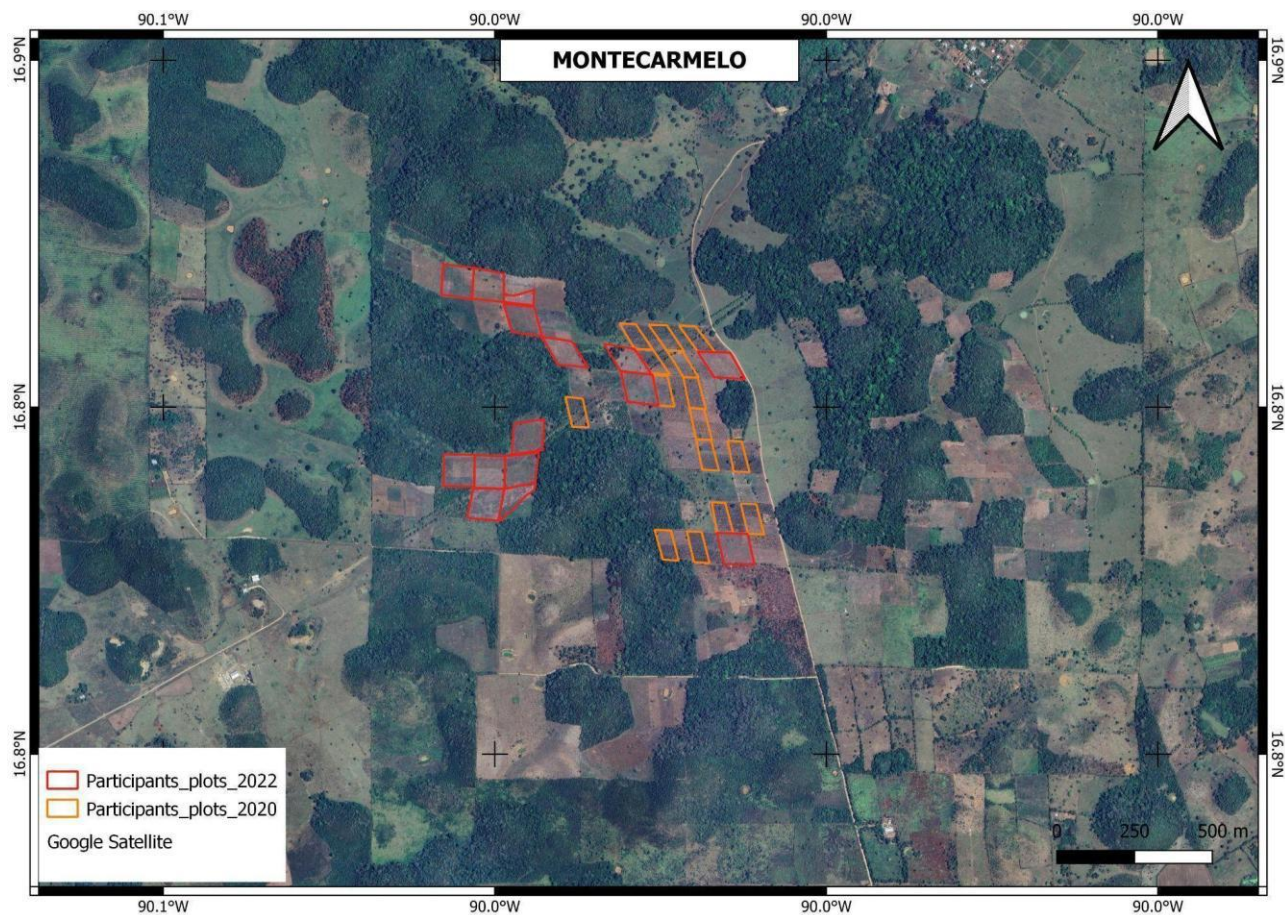 90.1°W 90.0°W 90.0°W 90.0°W
MONTECARMELO
16.9°N 16.9°N
16.8°N 16.8°N
16.8°N 16.8°N
Participants_plots_2022
Participants_plots_2020
Google Satellite
0 250 500 m
90.1°W 90.0°W 90.0°W 90.0°W